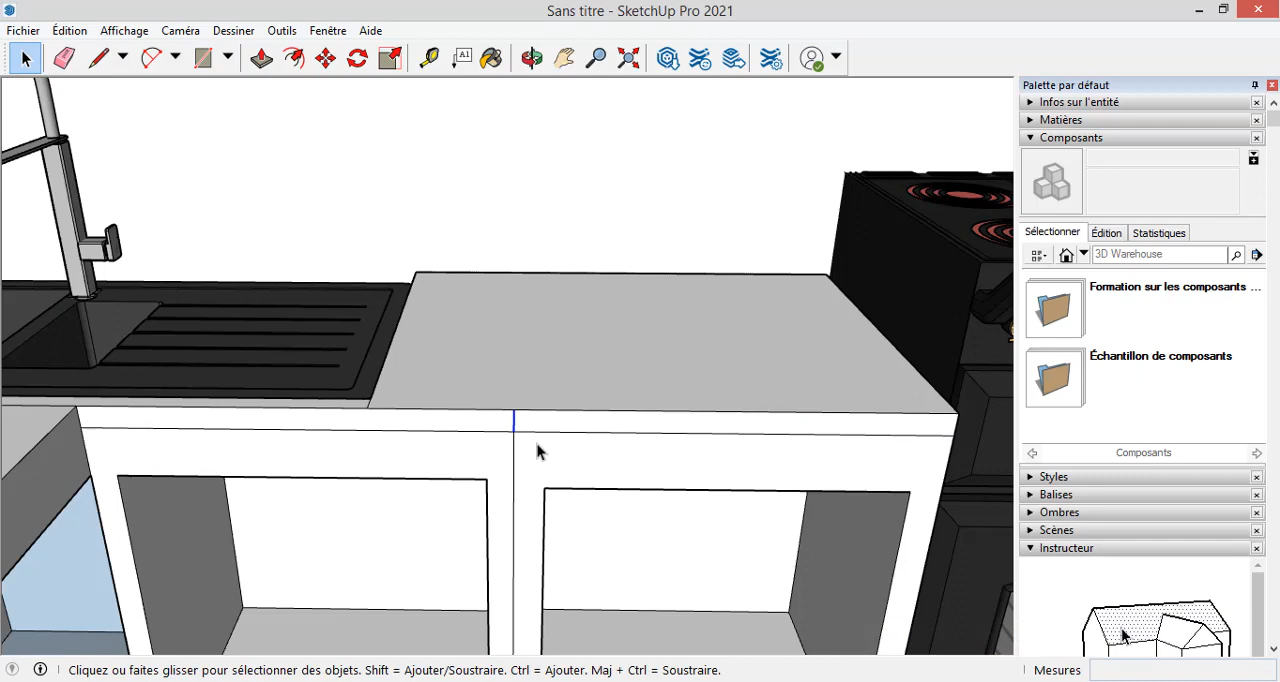 Sans titre - SketchUp Pro 2021
Fichier Édition Affichage Caméra Dessiner Outils Fenêtre Aide
A1
Palette par défaut
Infos sur l'entité
Matières
Composants
Sélectionner Édition Statistiques
3D Warehouse
Formation sur les composants ...
Échantillon de composants
Composants
Styles
Balises
Ombres
Scènes
Instructeur
Cliquez ou faites glisser pour sélectionner des objets. Shift = Ajouter/Soustraire. Ctrl = Ajouter. Maj + Ctrl = Soustraire.
Mesures